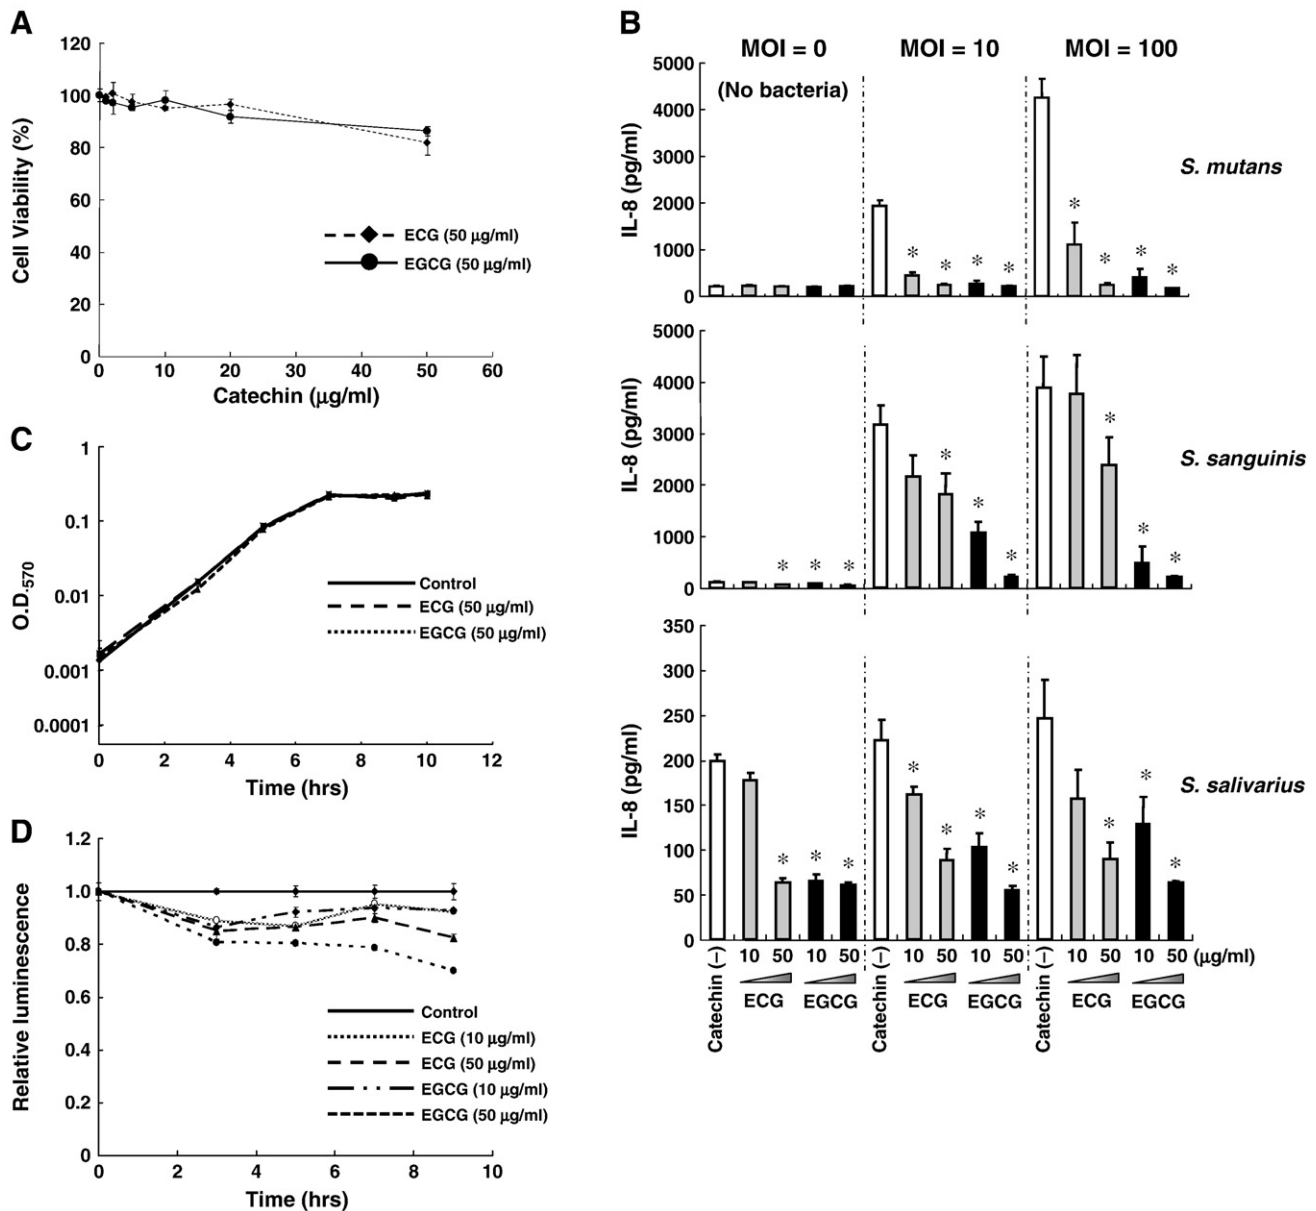 A
120
100
80
60
40
20
0
Cell Viability (%)
ECG (50 μg/ml)
EGCG (50 μg/ml)
0 10 20 30 40 50 60
Catechin (μg/ml)
B
MOI = 0 MOI = 10 MOI = 100
(No bacteria)
5000
4000
3000
2000
1000
0
IL-8 (pg/ml)
* * * * * * * *
S. mutans
5000
4000
3000
2000
1000
0
IL-8 (pg/ml)
* * * * * * * * *
S. sanguinis
350
300
250
200
150
100
50
0
IL-8 (pg/ml)
* * * * * * * * * *
S. salivarius
Catechin (–) 10 50 10 50 Catechin (–) 10 50 10 50 Catechin (–) 10 50 10 50 (μg/ml)
ECG EGCG ECG EGCG ECG EGCG
C
1
0.1
0.01
0.001
0.0001
O.D.570
Control
ECG (50 μg/ml)
EGCG (50 μg/ml)
0 2 4 6 8 10 12
Time (hrs)
D
1.2
1.0
0.8
0.6
0.4
0.2
0
Relative luminescence
Control
ECG (10 μg/ml)
ECG (50 μg/ml)
EGCG (10 μg/ml)
EGCG (50 μg/ml)
0 2 4 6 8 10
Time (hrs)